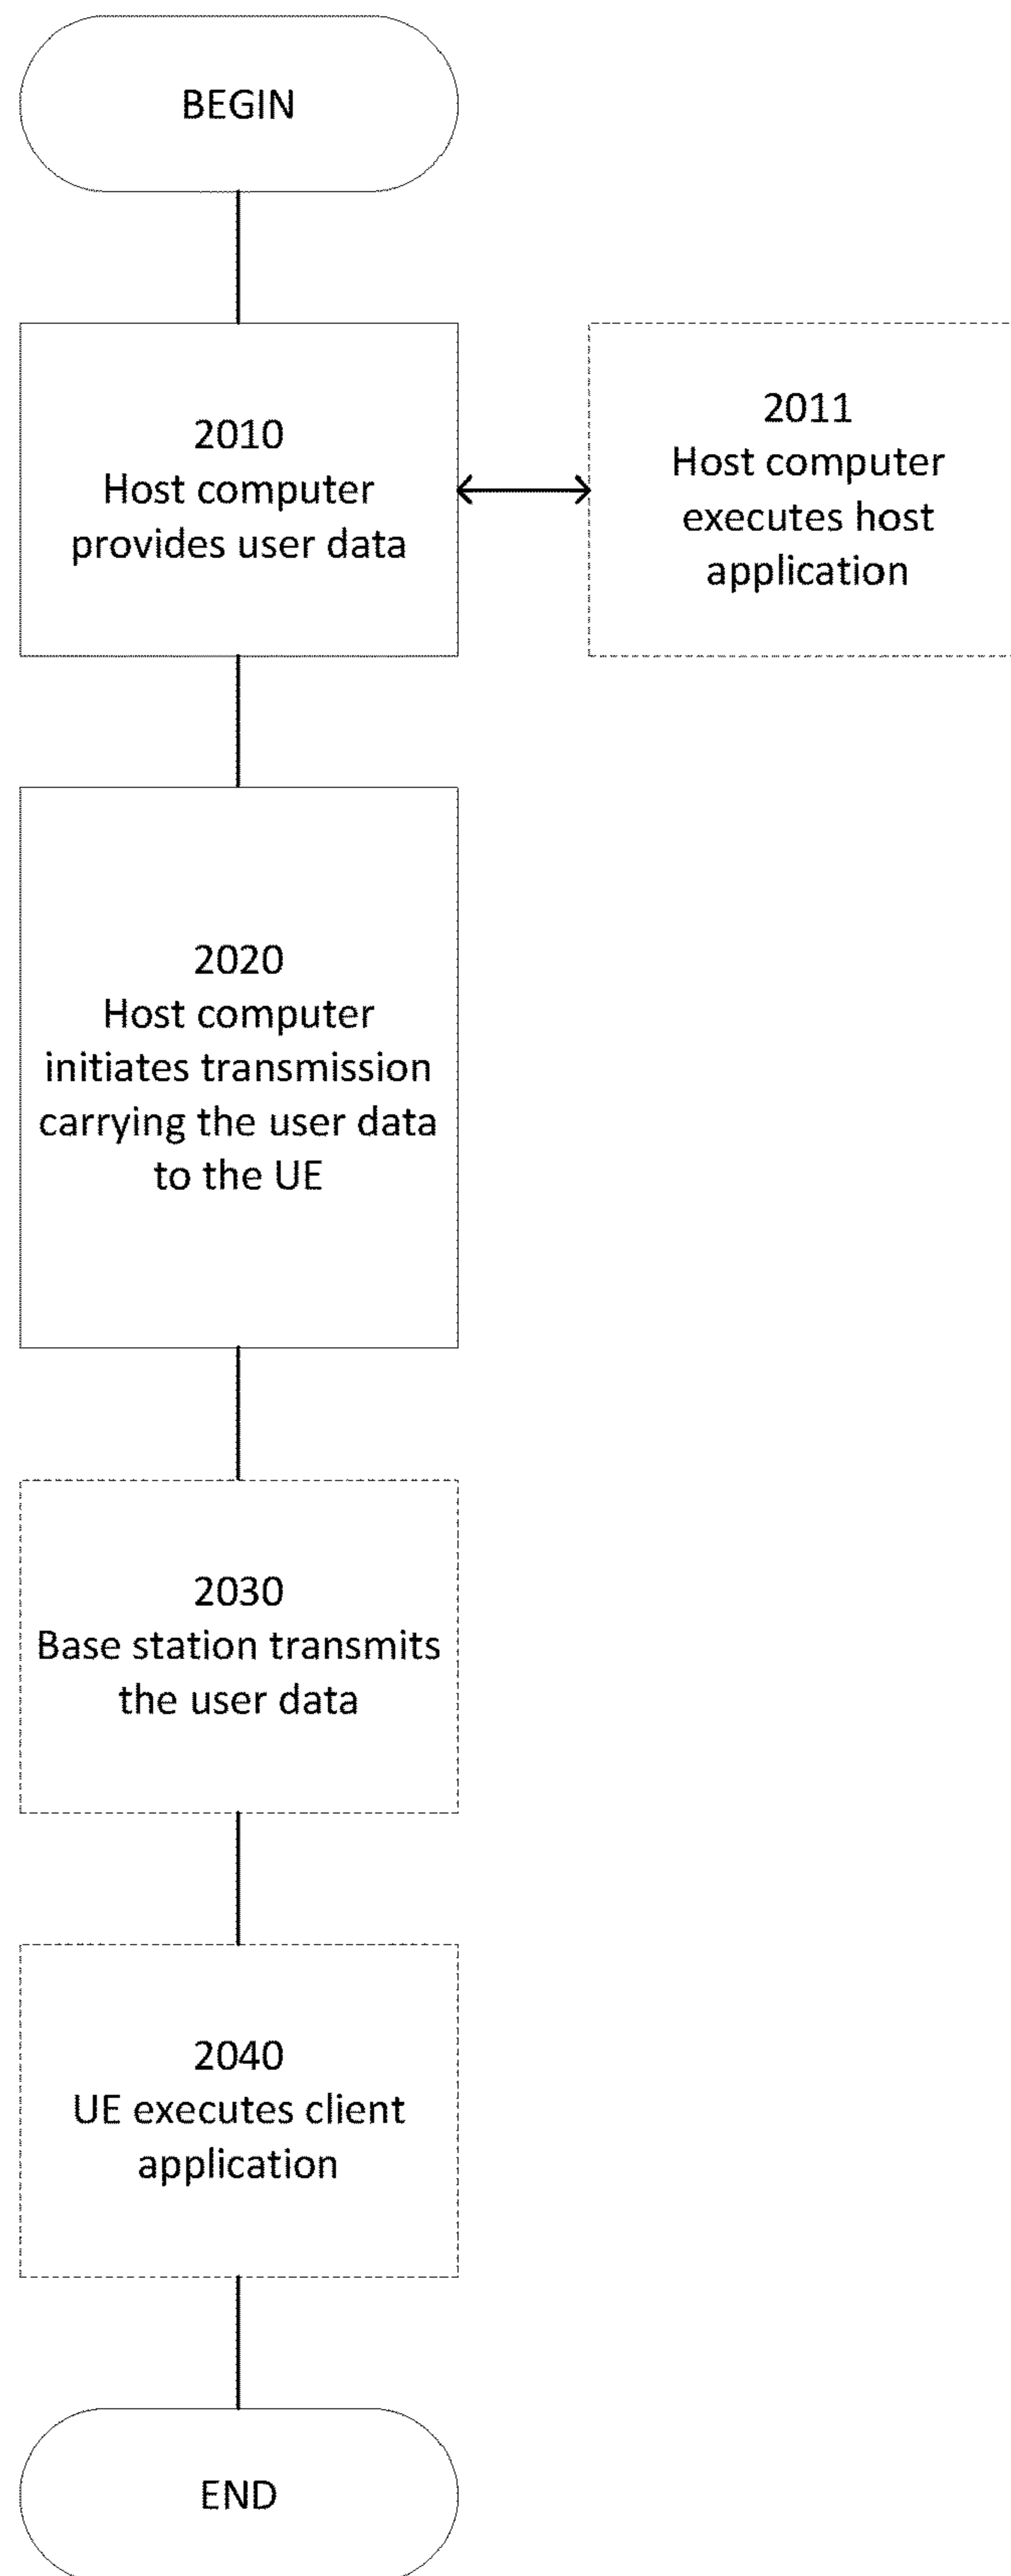 BEGIN
2010
Host computer
provides user data
2011
Host computer
executes host
application
2020
Host computer
initiates transmission
carrying the user data
to the UE
2030
Base station transmits
the user data
2040
UE executes client
application
END